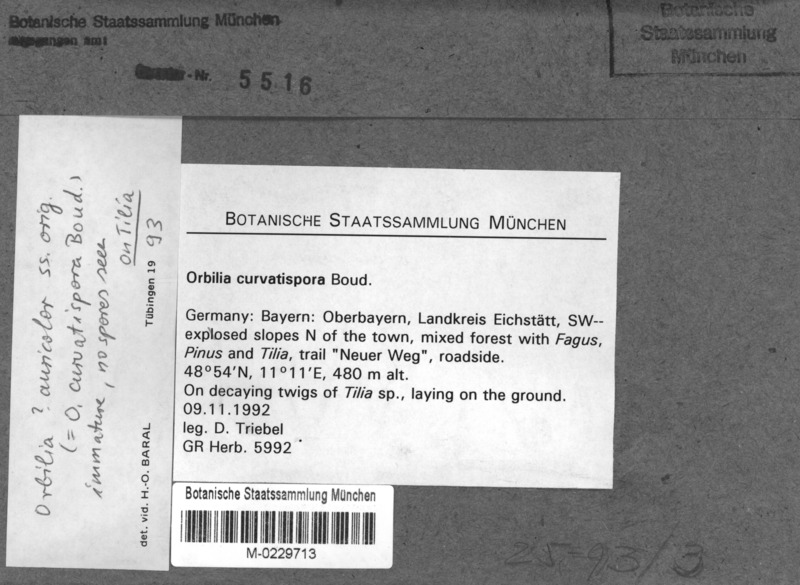 Botanische Staatssammlung München
-Nr. 5516
Botanische
Staatssammlung
München
Orbilia ? auricolor ss. orig.
(= O. curvatispora Boud.)
immature, no spores seen
on Tilia
det. vid. H.-O. BARAL Tübingen 19 93
BOTANISCHE STAATSSAMMLUNG MÜNCHEN
Orbilia curvatispora Boud.
Germany: Bayern: Oberbayern, Landkreis Eichstätt, SW--
explosed slopes N of the town, mixed forest with Fagus,
Pinus and Tilia, trail "Neuer Weg", roadside.
48°54'N, 11°11'E, 480 m alt.
On decaying twigs of Tilia sp., laying on the ground.
09.11.1992
leg. D. Triebel
GR Herb. 5992
Botanische Staatssammlung München
M-0229713
25-93/3